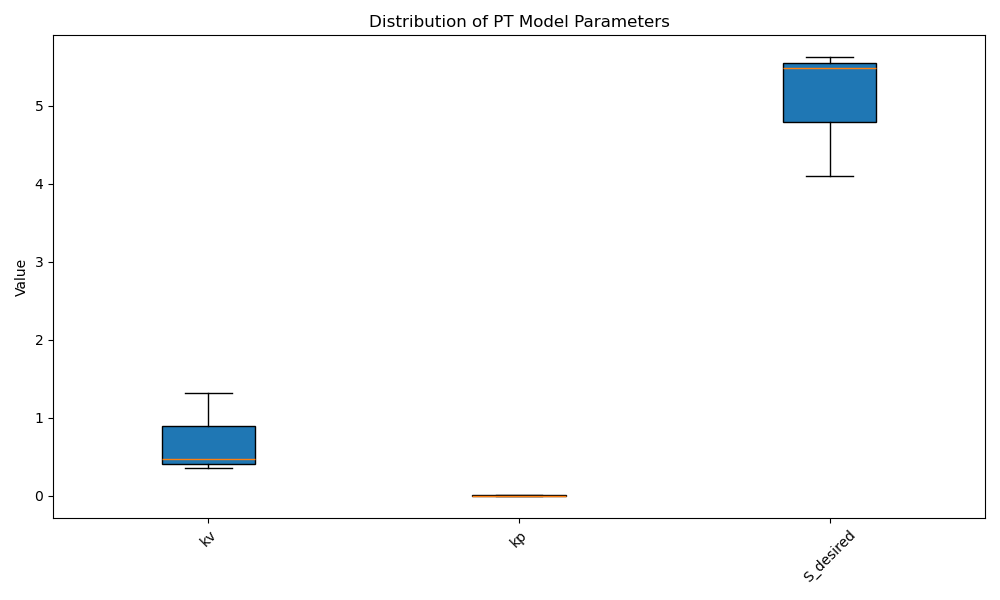 Distribution of PT Model Parameters
Value
5
4
3
2
1
0
kv
kp
S_desired